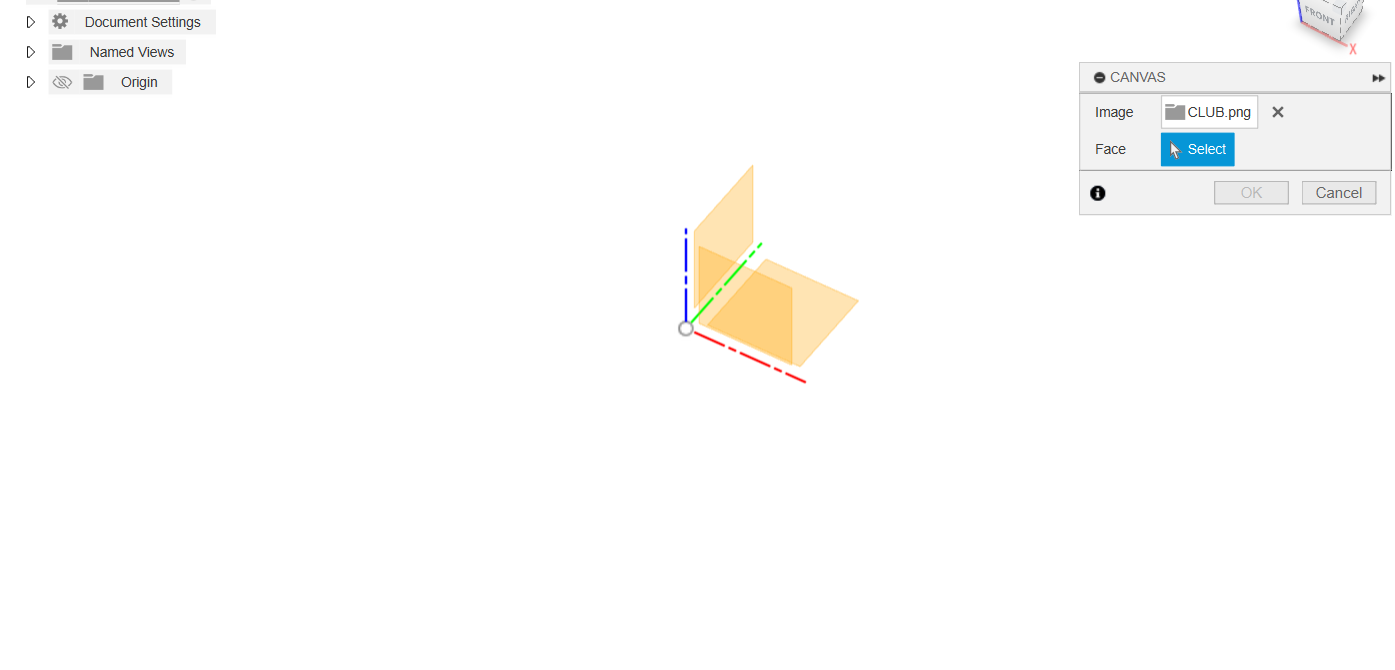 Document Settings
Named Views
Origin
FRONT
X
CANVAS
Image CLUB.png
Face Select
OK Cancel